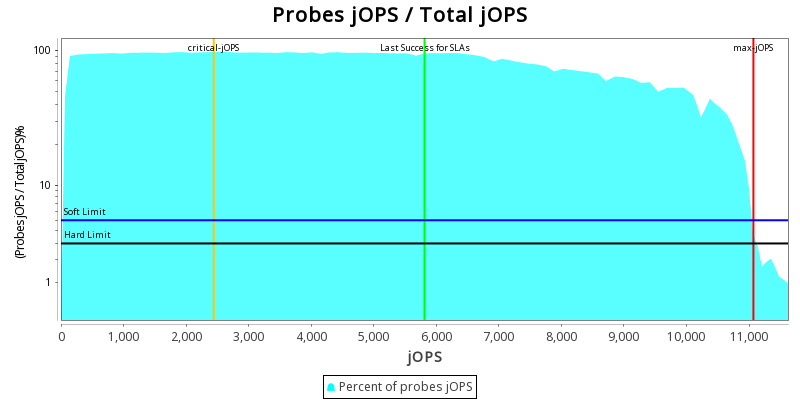 Probes jOPS / Total jOPS
(Probes jOPS / Total jOPS)%
100
10
1
critical-jOPS
Last Success for SLAs
max-jOPS
Soft Limit
Hard Limit
0 1,000 2,000 3,000 4,000 5,000 6,000 7,000 8,000 9,000 10,000 11,000
jOPS
Percent of probes jOPS